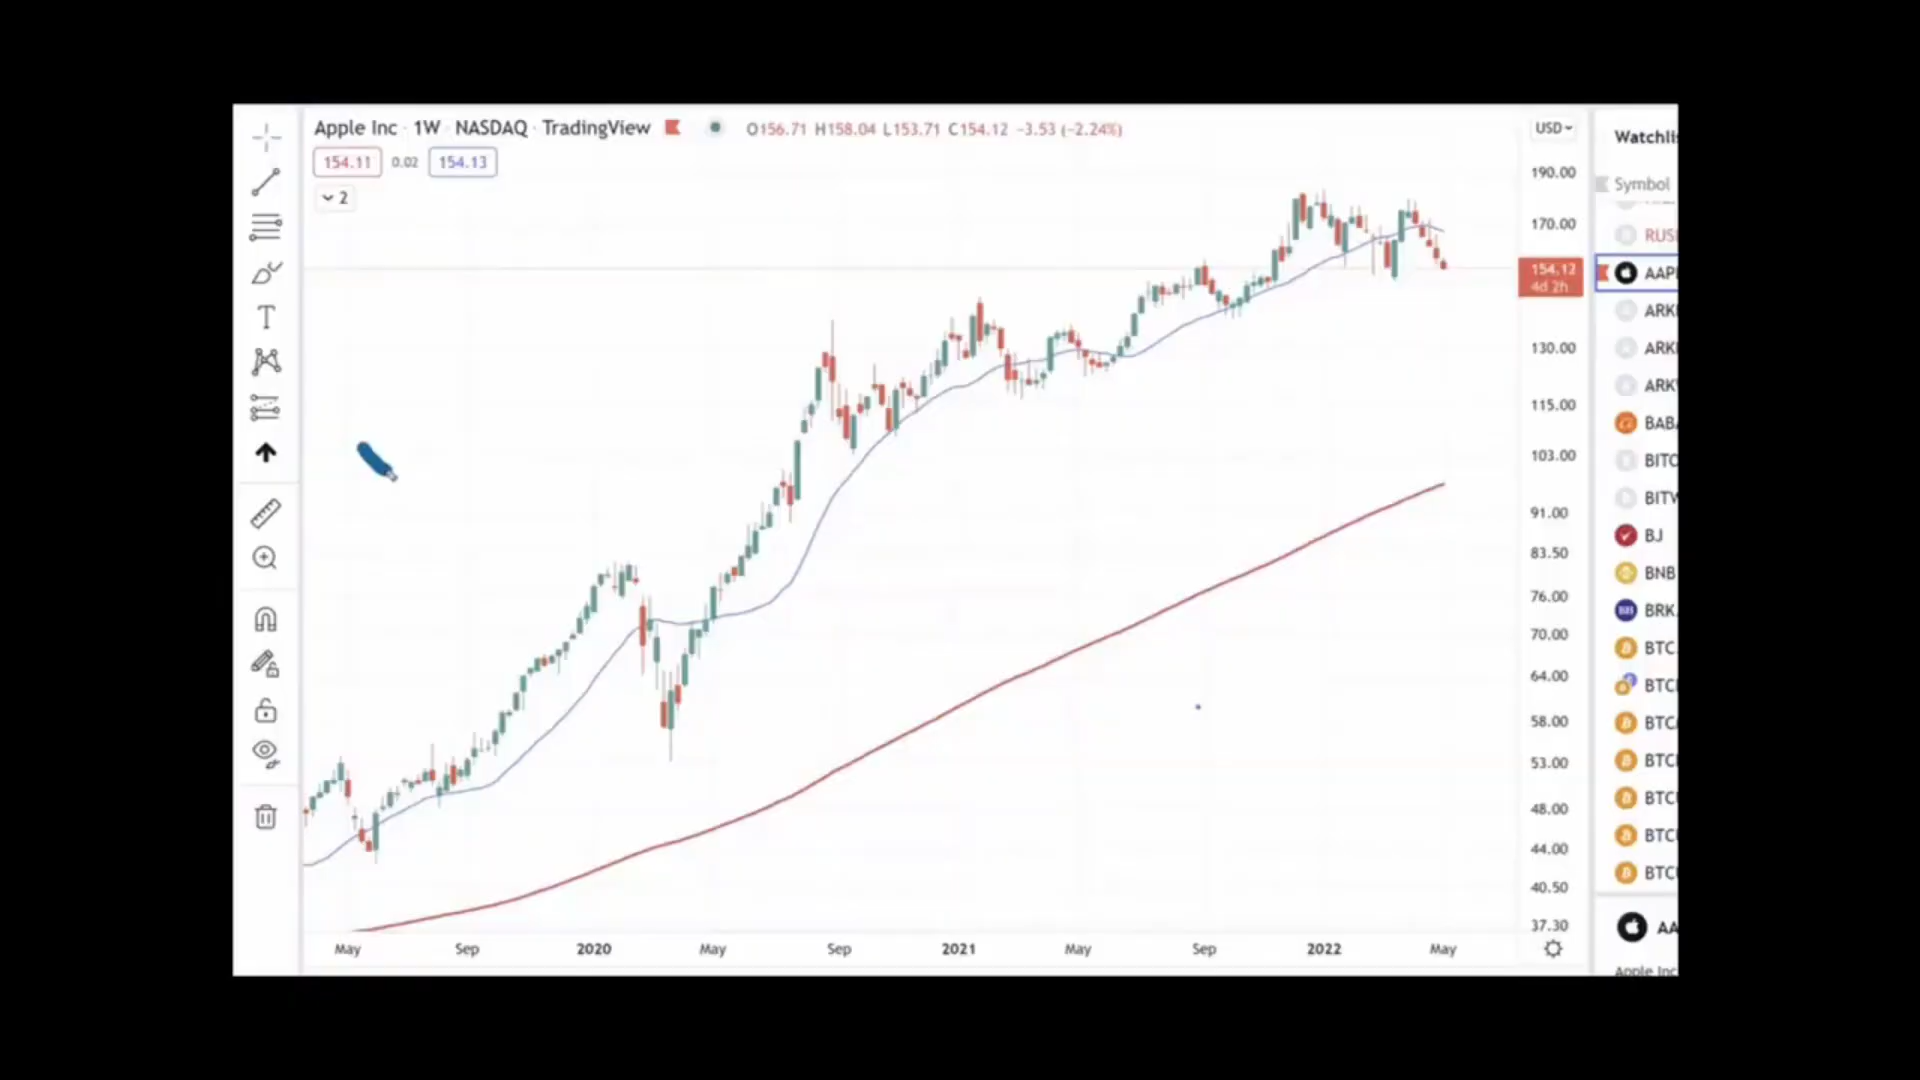 Apple Inc · 1W · NASDAQ · TradingView O156.71 H158.04 L153.71 C154.12 −3.53 (−2.24%)
154.11 0.02 154.13
2
USD
190.00
170.00
154.12
4d 2h
130.00
115.00
103.00
91.00
83.50
76.00
70.00
64.00
58.00
53.00
48.00
44.00
40.50
37.30
May Sep 2020 May Sep 2021 May Sep 2022 May
Watchli
Symbol
RUS
AAP
ARK
ARK
ARK
BAB
BITC
BIT
BJ
BNB
BRK.
BTC
BTC
BTC
BTC
BTC
BTC
BTC
AA
Apple Inc